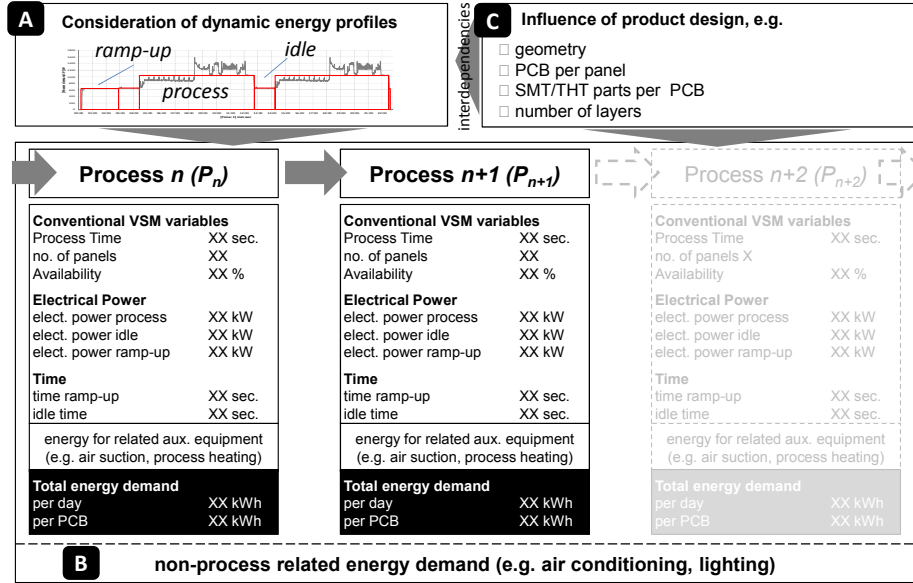 A
Consideration of dynamic energy profiles
ramp-up
idle
process
interdependencies
C
Influence of product design, e.g.
geometry
PCB per panel
SMT/THT parts per PCB
number of layers
Process n (Pn)
Process n+1 (Pn+1)
Process n+2 (Pn+2)
Conventional VSM variables
Process Time XX sec.
no. of panels XX
Availability XX %
Electrical Power
elect. power process XX kW
elect. power idle XX kW
elect. power ramp-up XX kW
Time
time ramp-up XX sec.
idle time XX sec.
energy for related aux. equipment
(e.g. air suction, process heating)
Total energy demand
per day XX kWh
per PCB XX kWh
Conventional VSM variables
Process Time XX sec.
no. of panels XX
Availability XX %
Electrical Power
elect. power process XX kW
elect. power idle XX kW
elect. power ramp-up XX kW
Time
time ramp-up XX sec.
idle time XX sec.
energy for related aux. equipment
(e.g. air suction, process heating)
Total energy demand
per day XX kWh
per PCB XX kWh
Conventional VSM variables
Process Time XX sec.
no. of panels X
Availability XX %
Electrical Power
elect. power process XX kW
elect. power idle XX kW
elect. power ramp-up XX kW
Time
time ramp-up XX sec.
idle time XX sec.
energy for related aux. equipment
(e.g. air suction, process heating)
Total energy demand
per day XX kWh
per PCB XX kWh
B
non-process related energy demand (e.g. air conditioning, lighting)